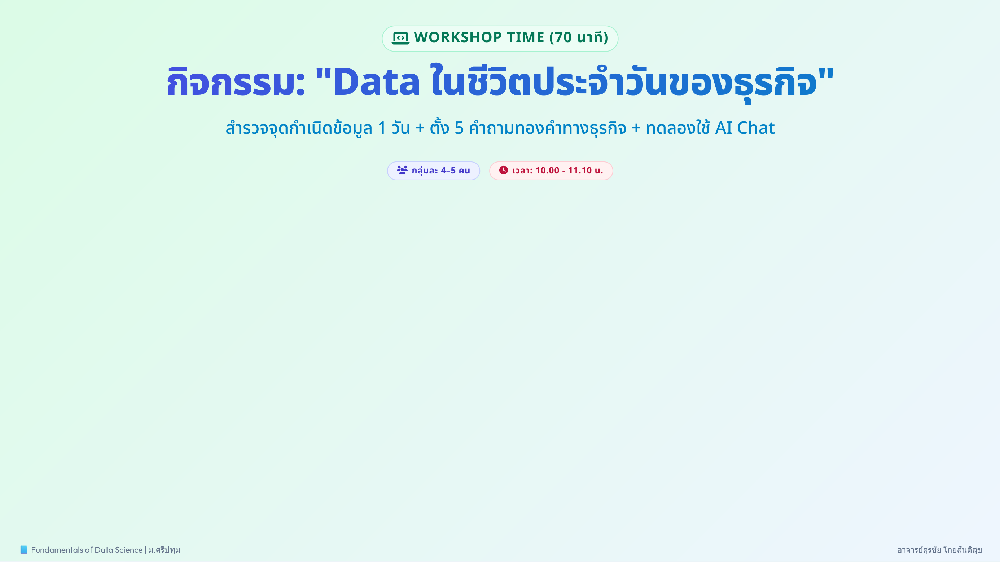 WORKSHOP TIME (70 นาที)
กิจกรรม: "Data ในชีวิตประจำวันของธุรกิจ"
สำรวจจุดกำเนิดข้อมูล 1 วัน + ตั้ง 5 คำถามทองคำทางธุรกิจ + ทดลองใช้ AI Chat
กลุ่มละ 4–5 คน
เวลา: 10.00 - 11.10 น.
Fundamentals of Data Science | ม.ศรีปทุม
อาจารย์สุรชัย โกยสันติสุข